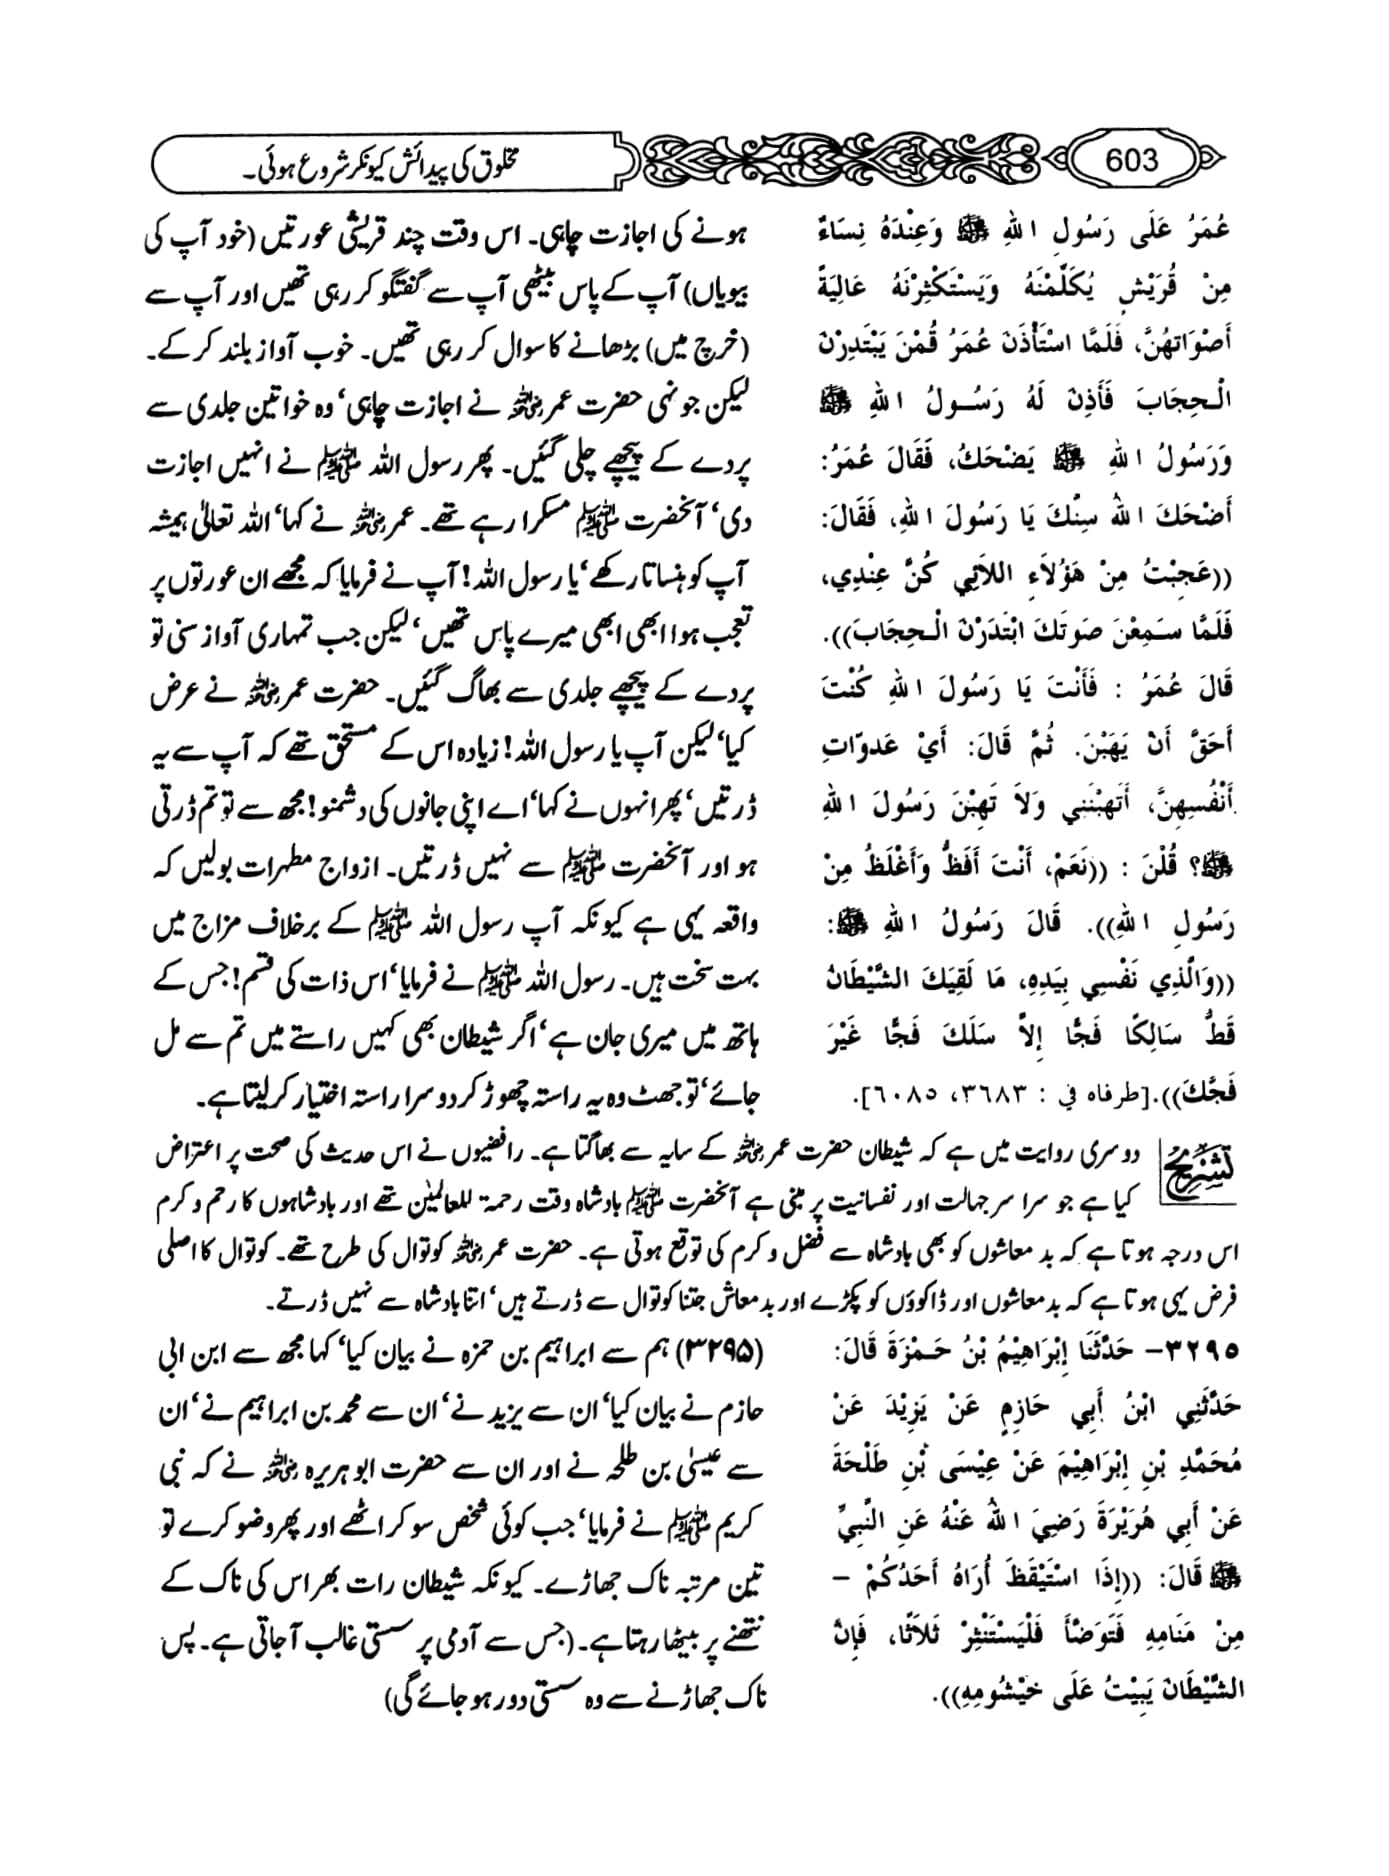 603
مخلوق کی پیدائش کیونکر شروع ہوئی۔
عُمَرُ عَلَى رَسُولِ اللهِ ﷺ وَعِنْدَهُ نِسَاءٌ
مِنْ قُرَيْشٍ يُكَلِّمْنَهُ وَيَسْتَكْثِرْنَهُ عَالِيَةً
أَصْوَاتهُنَّ، فَلَمَّا اسْتَأْذَنَ عُمَرُ قُمْنَ يَبْتَدِرْنَ
الْحِجَابَ فَأَذِنَ لَهُ رَسُولُ اللهِ ﷺ
وَرَسُولُ اللهِ ﷺ يَضْحَكُ، فَقَالَ عُمَرُ:
أَضْحَكَ اللهُ سِنَّكَ يَا رَسُولَ اللهِ، فَقَالَ:
((عَجِبْتُ مِنْ هَؤُلاَءِ اللاَتِي كُنَّ عِنْدِي،
فَلَمَّا سَمِعْنَ صَوتَكَ ابْتَدَرْنَ الْحِجَابَ)).
قَالَ عُمَرُ : فَأَنْتَ يَا رَسُولَ اللهِ كُنْتَ
أَحَقَّ أَنْ يَهَبْنَ. ثُمَّ قَالَ: أَيْ عَدوّاتِ
أَنْفُسِهِنَّ، أَتَهَبْنَنِي وَلاَ تَهِبْنَ رَسُولَ اللهِ
ﷺ؟ قُلْنَ : ((نَعَمْ، أَنْتَ أَفَظُّ وَأَغْلَظُ مِنْ
رَسُولِ اللهِ)). قَالَ رَسُولُ اللهِ ﷺ:
((وَالَّذِي نَفْسِي بِيَدِهِ، مَا لَقِيَكَ الشَّيْطَانُ
قَطُّ سَالِكًا فَجًّا إِلاَّ سَلَكَ فَجًّا غَيْرَ
فَجِّكَ)).[طرفاه في : ٣٦٨٣، ٦٠٨٥].
ہونے کی اجازت چاہی۔ اس وقت چند قریشی عورتیں (خود آپ کی
بیویاں) آپ کے پاس بیٹھی آپ سے گفتگو کر رہی تھیں اور آپ سے
(خرچ میں) بڑھانے کا سوال کر رہی تھیں۔ خوب آواز بلند کر کے۔
لیکن جونہی حضرت عمر رضی اللہ عنہ نے اجازت چاہی‘ وہ خواتین جلدی سے
پردے کے پیچھے چلی گئیں۔ پھر رسول اللہ ﷺ نے انہیں اجازت
دی‘ آنحضرت ﷺ مسکرا رہے تھے۔ عمر رضی اللہ عنہ نے کہا‘ اللہ تعالیٰ ہمیشہ
آپ کو ہنساتا رکھے‘ یا رسول اللہ! آپ نے فرمایا کہ مجھے ان عورتوں پر
تعجب ہوا ابھی ابھی میرے پاس تھیں‘ لیکن جب تمہاری آواز سنی تو
پردے کے پیچھے جلدی سے بھاگ گئیں۔ حضرت عمر رضی اللہ عنہ نے عرض
کیا‘ لیکن آپ یا رسول اللہ! زیادہ اس کے مستحق تھے کہ آپ سے یہ
ڈرتیں‘ پھر انہوں نے کہا‘ اے اپنی جانوں کی دشمنو! مجھ سے تو تم ڈرتی
ہو اور آنحضرت ﷺ سے نہیں ڈرتیں۔ ازواج مطہرات بولیں کہ
واقعہ یہی ہے کیونکہ آپ رسول اللہ ﷺ کے برخلاف مزاج میں
بہت سخت ہیں۔ رسول اللہ ﷺ نے فرمایا‘ اس ذات کی قسم! جس کے
ہاتھ میں میری جان ہے‘ اگر شیطان بھی کہیں راستے میں تم سے مل
جائے‘ تو جھٹ وہ یہ راستہ چھوڑ کر دوسرا راستہ اختیار کر لیتا ہے۔
تشریح
دوسری روایت میں ہے کہ شیطان حضرت عمر رضی اللہ عنہ کے سایہ سے بھاگتا ہے۔ رافضیوں نے اس حدیث کی صحت پر اعتراض
کیا ہے جو سراسر جہالت اور نفسانیت پر مبنی ہے آنحضرت ﷺ بادشاہ وقت رحمۃ للعالمین تھے اور بادشاہوں کا رحم و کرم
اس درجہ ہوتا ہے کہ بدمعاشوں کو بھی بادشاہ سے فضل و کرم کی توقع ہوتی ہے۔ حضرت عمر رضی اللہ عنہ کوتوال کی طرح تھے۔ کوتوال کا اصلی
فرض یہی ہوتا ہے کہ بدمعاشوں اور ڈاکوؤں کو پکڑے اور بدمعاش جتنا کوتوال سے ڈرتے ہیں‘ اتنا بادشاہ سے نہیں ڈرتے۔
٣٢٩٥– حَدَّثَنَا إِبْرَاهِيْمُ بْنُ حَمْزَةَ قَالَ:
حَدَّثَنِي ابْنُ أَبِي حَازِمٍ عَنْ يَزِيْدَ عَنْ
مُحَمَّدِ بْنِ إِبْرَاهِيْمَ عَنْ عِيْسَى بْنِ طَلْحَةَ
عَنْ أَبِي هُرَيْرَةَ رَضِيَ اللهُ عَنْهُ عَنِ النَّبِيِّ
ﷺ قَالَ: ((إِذَا اسْتَيْقَظَ أُرَاهُ أَحَدُكُمْ –
مِنْ مَنَامِهِ فَتَوَضَّأَ فَلْيَسْتَنْثِرْ ثَلاَثًا، فَإِنَّ
الشَّيْطَانَ يَبِيْتُ عَلَى خَيْشُومِهِ)).
(۳۲۹۵) ہم سے ابراہیم بن حمزہ نے بیان کیا‘ کہا مجھ سے ابن ابی
حازم نے بیان کیا‘ ان سے یزید نے‘ ان سے محمد بن ابراہیم نے‘ ان
سے عیسیٰ بن طلحہ نے اور ان سے حضرت ابو ہریرہ رضی اللہ عنہ نے کہ نبی
کریم ﷺ نے فرمایا‘ جب کوئی شخص سو کر اٹھے اور پھر وضو کرے تو
تین مرتبہ ناک جھاڑے۔ کیونکہ شیطان رات بھر اس کی ناک کے
نتھنے پر بیٹھا رہتا ہے۔ (جس سے آدمی پر سستی غالب آ جاتی ہے۔ پس
ناک جھاڑنے سے وہ سستی دور ہو جائے گی)